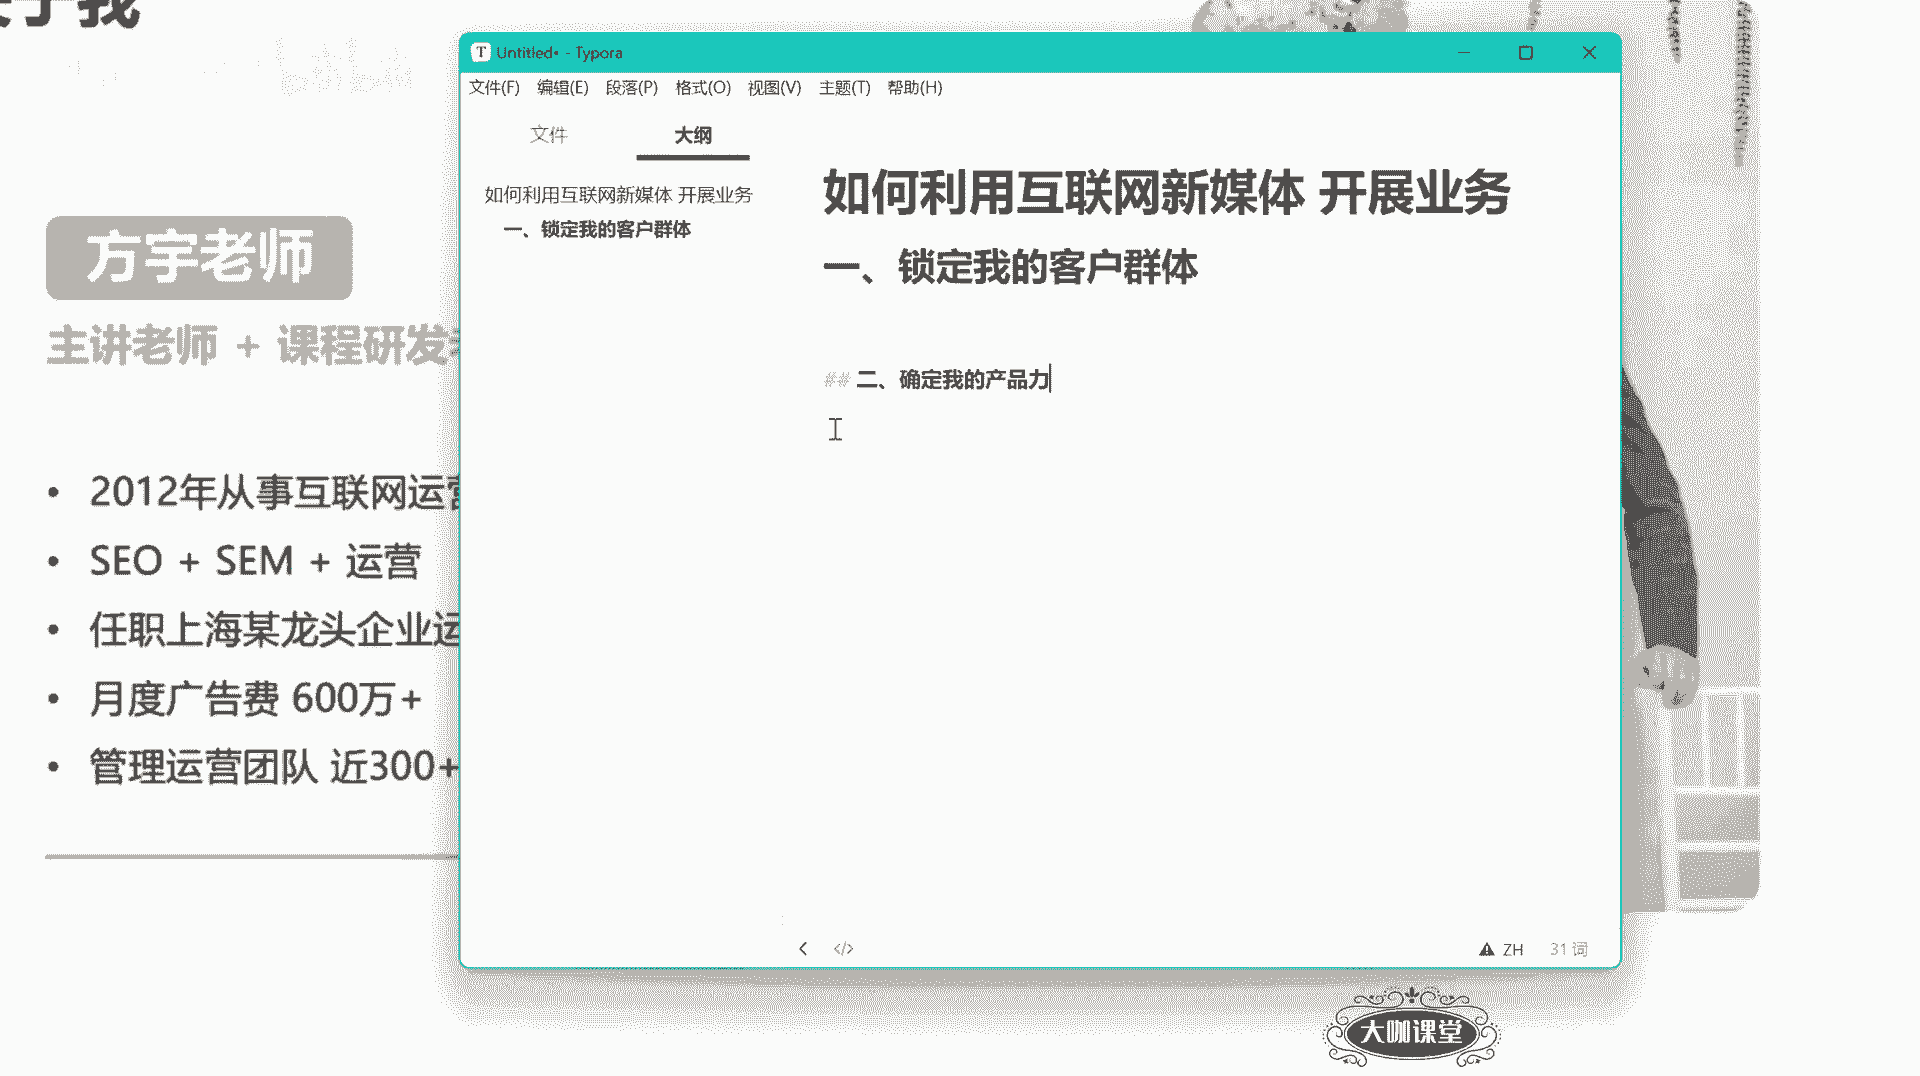 方宇老师
主讲老师 + 课程研发
2012年从事互联网运营
SEO + SEM + 运营
任职上海某龙头企业运
月度广告费 600万+
管理运营团队 近300+
Untitled• - Typora
文件(F) 编辑(E) 段落(P) 格式(O) 视图(V) 主题(T) 帮助(H)
文件 大纲
如何利用互联网新媒体 开展业务
一、锁定我的客户群体
如何利用互联网新媒体 开展业务
一、锁定我的客户群体
## 二、确定我的产品力
ZH 31 词
大咖课堂